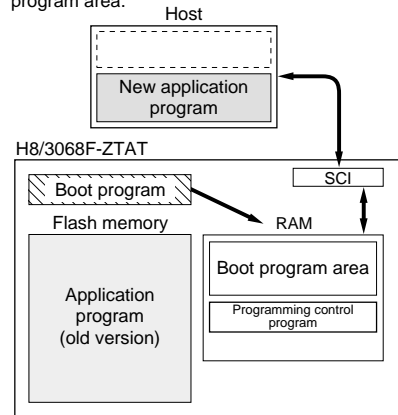 program area.
Host
New application
program
H8/3068F-ZTAT
SCI
Boot program
Flash memory
RAM
Boot program area
Application
program
(old version)
Programming control
program